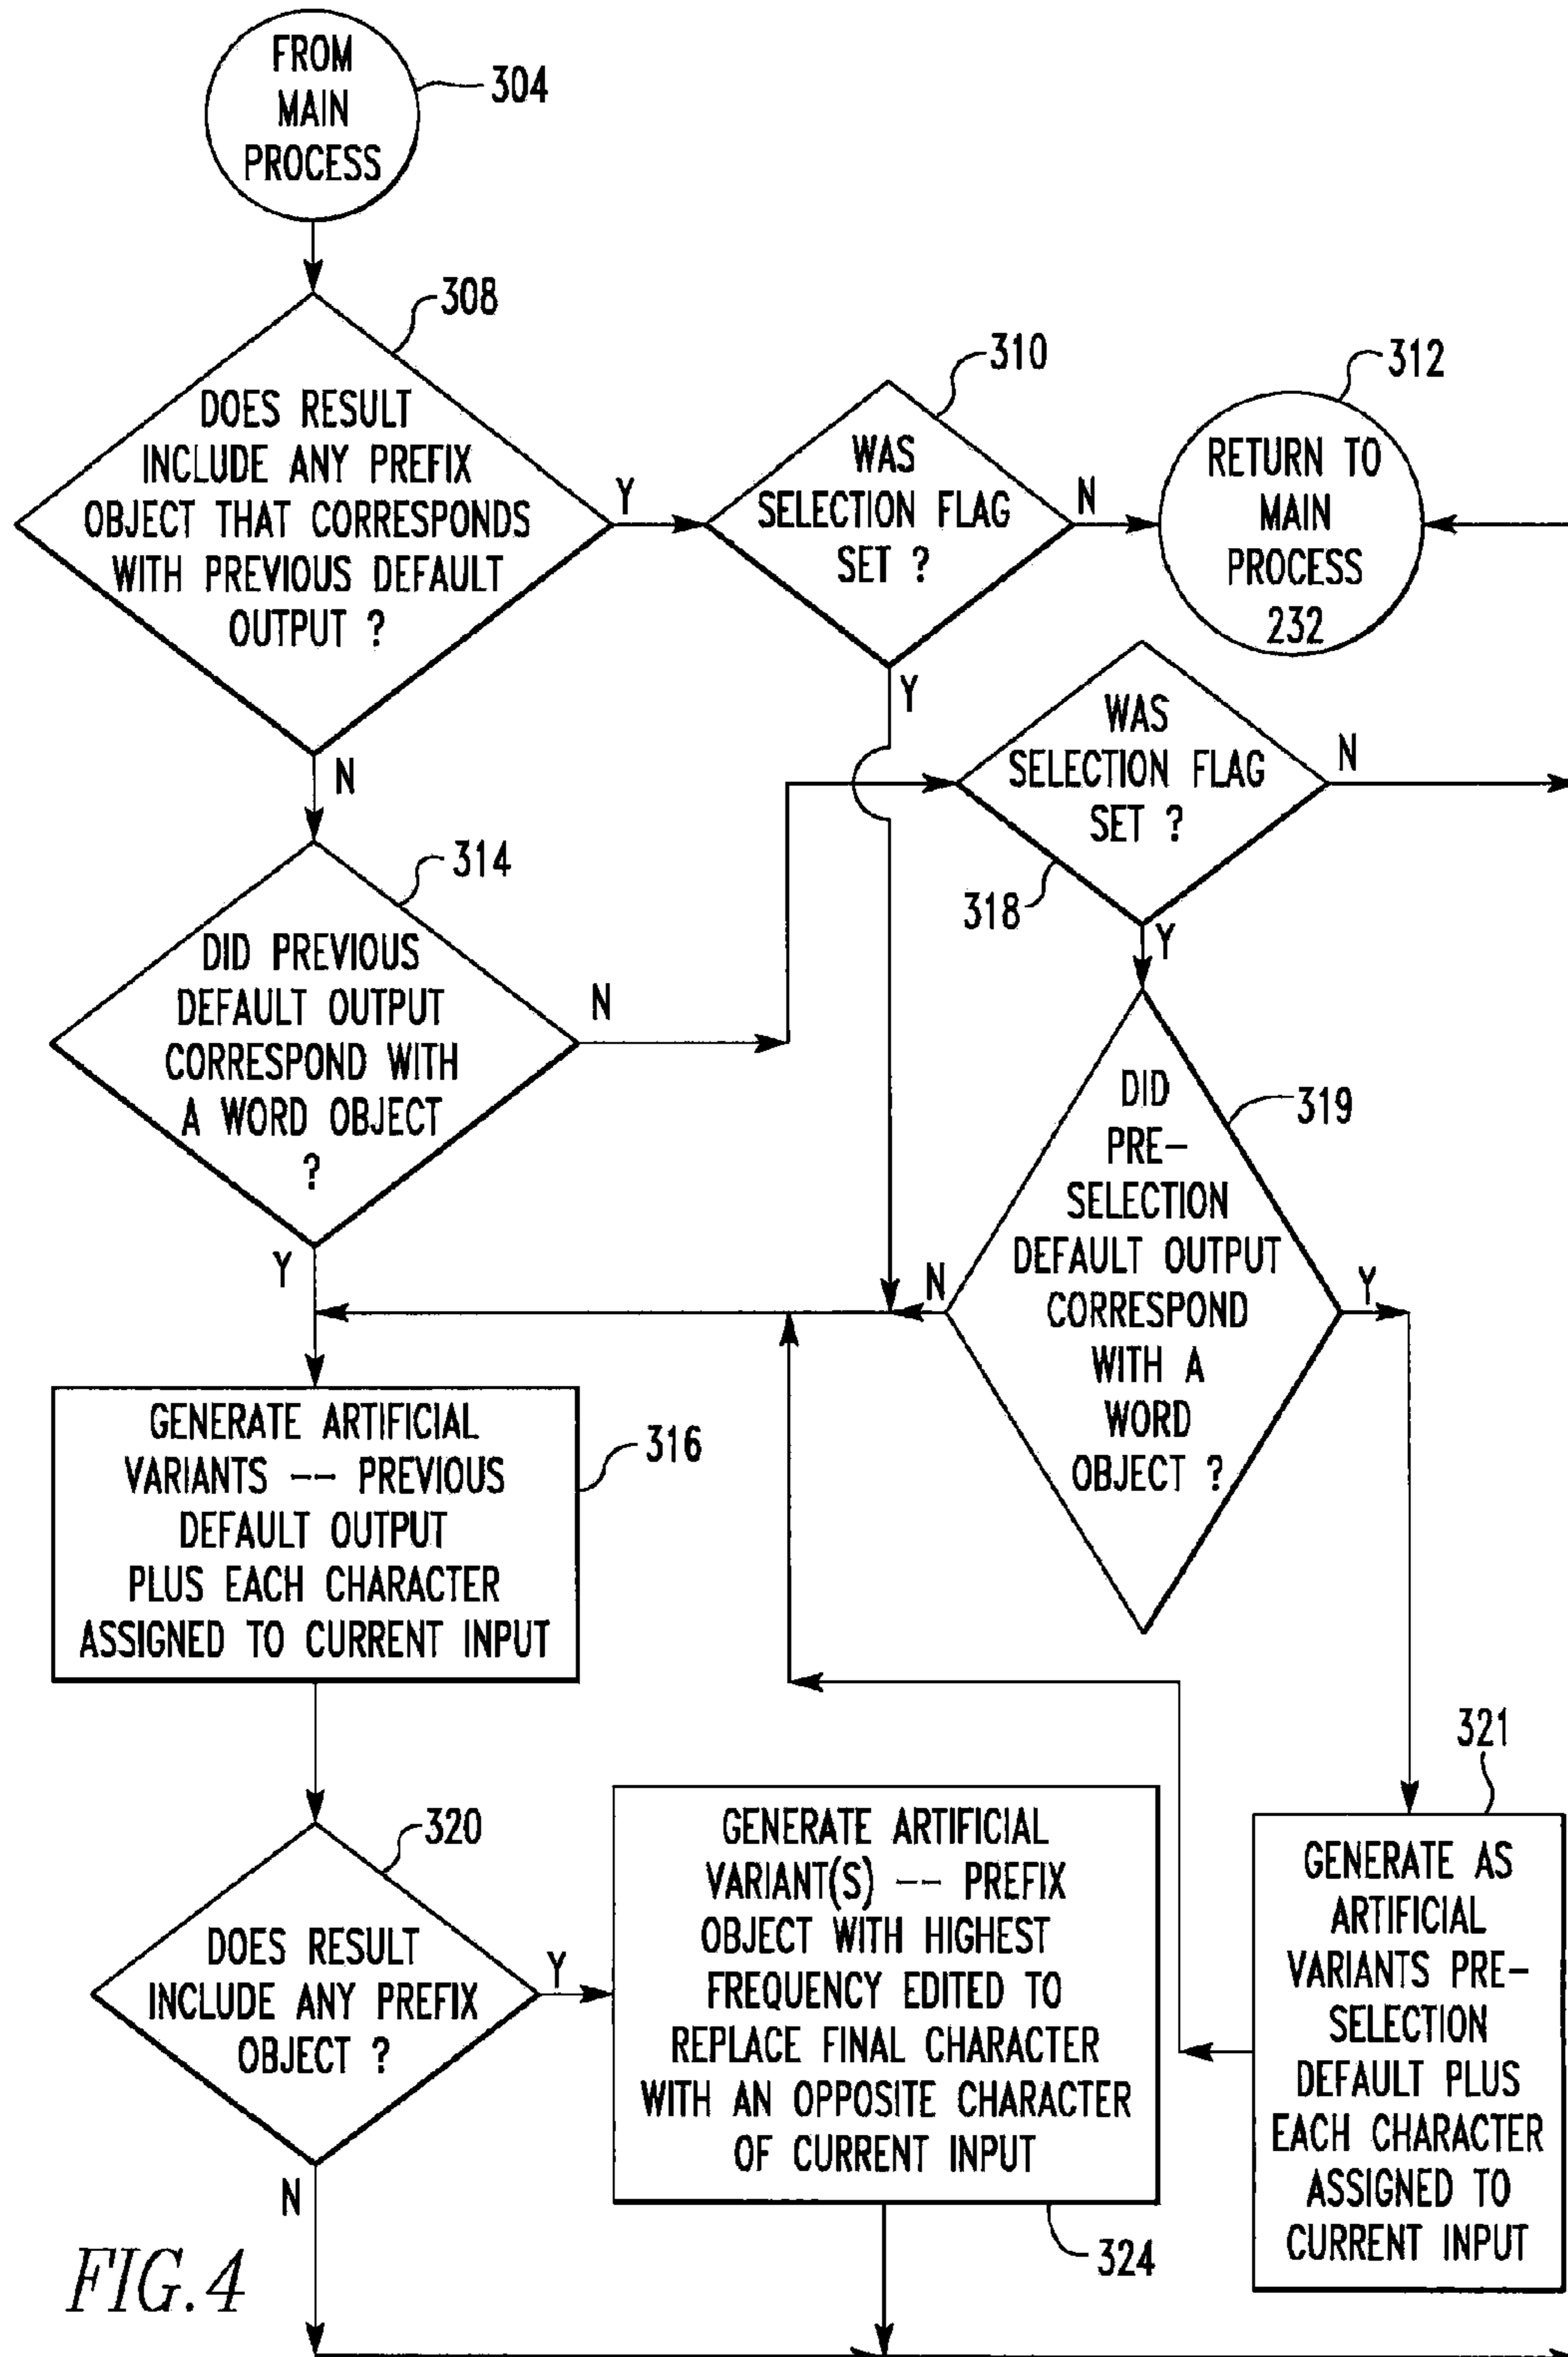 FROM
MAIN
PROCESS
304
308
DOES RESULT
INCLUDE ANY PREFIX
OBJECT THAT CORRESPONDS
WITH PREVIOUS DEFAULT
OUTPUT ?
Y
N
310
WAS
SELECTION FLAG
SET ?
N
Y
312
RETURN TO
MAIN
PROCESS
232
314
DID PREVIOUS
DEFAULT OUTPUT
CORRESPOND WITH
A WORD OBJECT
?
N
Y
WAS
SELECTION FLAG
SET ?
318
N
Y
319
DID
PRE-
SELECTION
DEFAULT OUTPUT
CORRESPOND
WITH A
WORD
OBJECT ?
N
Y
GENERATE ARTIFICIAL
VARIANTS -- PREVIOUS
DEFAULT OUTPUT
PLUS EACH CHARACTER
ASSIGNED TO CURRENT INPUT
316
320
DOES RESULT
INCLUDE ANY PREFIX
OBJECT ?
Y
N
GENERATE ARTIFICIAL
VARIANT(S) -- PREFIX
OBJECT WITH HIGHEST
FREQUENCY EDITED TO
REPLACE FINAL CHARACTER
WITH AN OPPOSITE CHARACTER
OF CURRENT INPUT
324
321
GENERATE AS
ARTIFICIAL
VARIANTS PRE-
SELECTION
DEFAULT PLUS
EACH CHARACTER
ASSIGNED TO
CURRENT INPUT
FIG.4